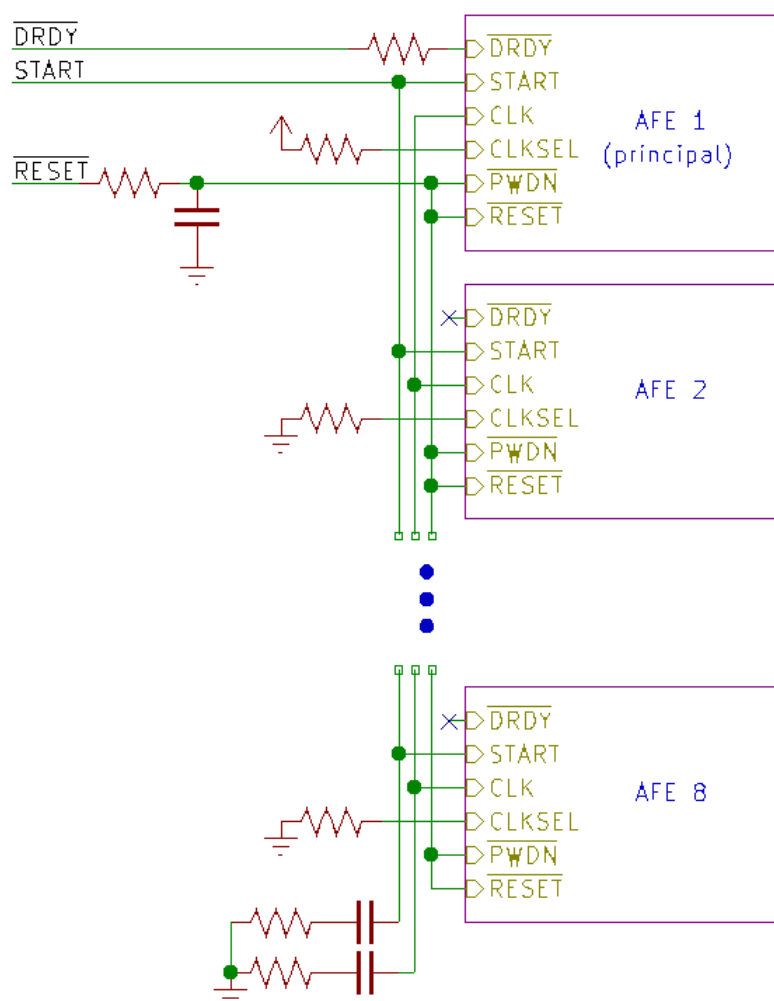 DRDY
START
RESET
DRDY
START
CLK
CLKSEL
PWDN
RESET
AFE 1
(principal)
DRDY
START
CLK
CLKSEL
PWDN
RESET
AFE 2
DRDY
START
CLK
CLKSEL
PWDN
RESET
AFE 8